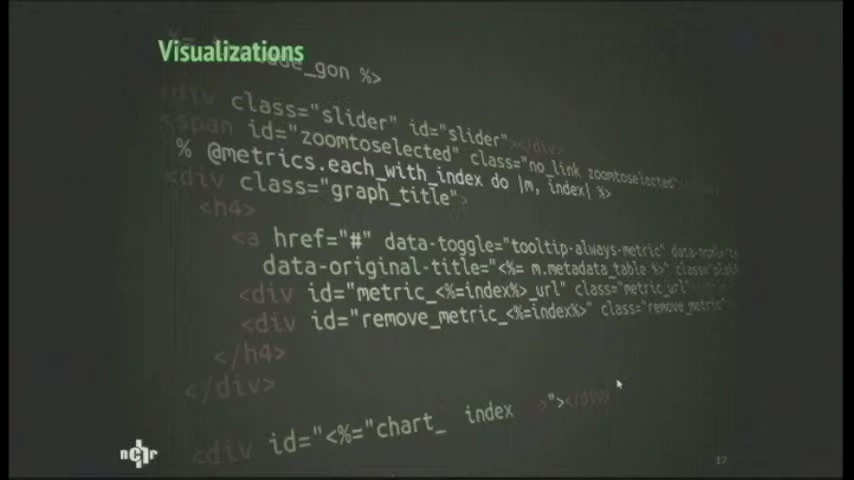 Visualizations
_gon %>
<div class="slider" id="slider"></div>
<span id="zoomtoselected" class="no_link zoomtoselected">
% @metrics.each_with_index do |m, index| %>
<div class="graph_title">
<h4>
<a href="#" data-toggle="tooltip-always-metric"
data-original-title="<%= m.metadata_table %>"
<div id="metric_<%=index%>_url" class="metric_url"
<div id="remove_metric_<%=index%>" class="remove_metric"
</h4>
</div>
<div id="<%="chart_ index >"></div>
17